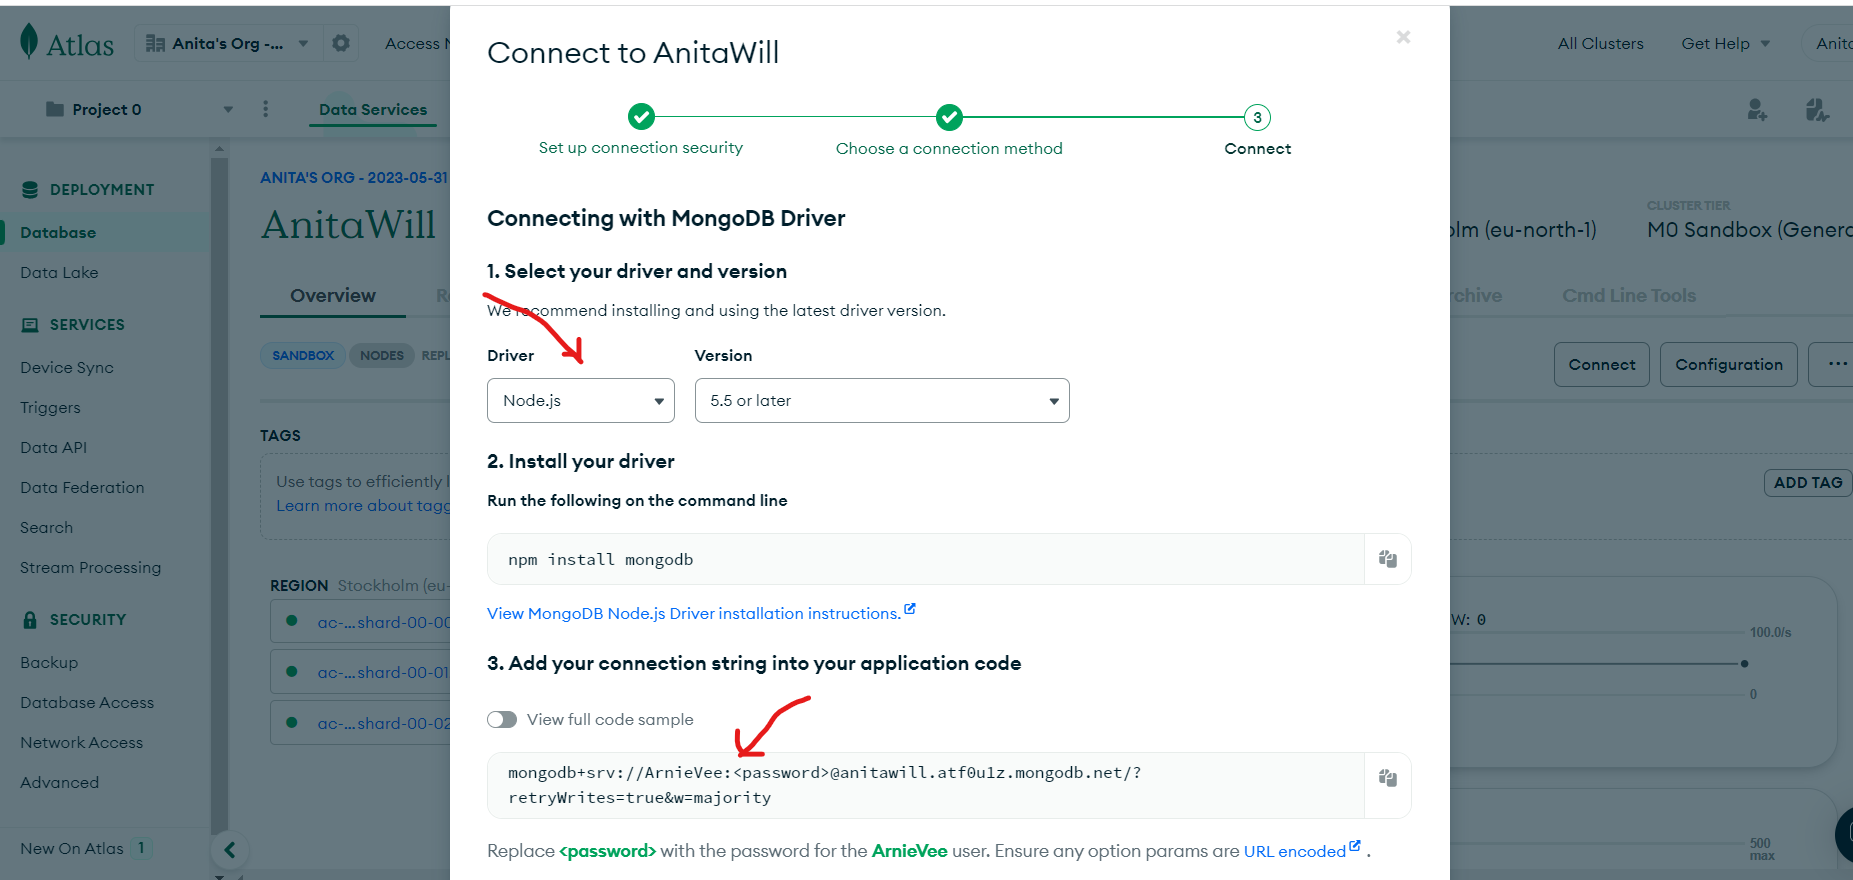 Atlas
Anita's Org -...
Access
All Clusters
Get Help
Project 0
Data Services
DEPLOYMENT
Database
Data Lake
SERVICES
Device Sync
Triggers
Data API
Data Federation
Search
Stream Processing
SECURITY
Backup
Database Access
Network Access
Advanced
New On Atlas 1
ANITA'S ORG - 2023-05-31
AnitaWill
Overview
SANDBOX NODES
TAGS
Use tags to efficiently
Learn more about
REGION Stockholm (eu-
ac-...shard-00-00
ac-...shard-00-01
ac-...shard-00-02
Connect to AnitaWill
Set up connection security
Choose a connection method
3
Connect
Connecting with MongoDB Driver
1. Select your driver and version
We recommend installing and using the latest driver version.
Driver Version
Node.js 5.5 or later
2. Install your driver
Run the following on the command line
npm install mongodb
View MongoDB Node.js Driver installation instructions.
3. Add your connection string into your application code
View full code sample
mongodb+srv://ArnieVee:<password>@anitawill.atf0u1z.mongodb.net/?
retryWrites=true&w=majority
Replace <password> with the password for the ArnieVee user. Ensure any option params are URL encoded .
CLUSTER TIER
(eu-north-1) M0 Sandbox
Cmd Line Tools
Connect Configuration ...
ADD TAG
W: 0
100.0/s
0
500
max